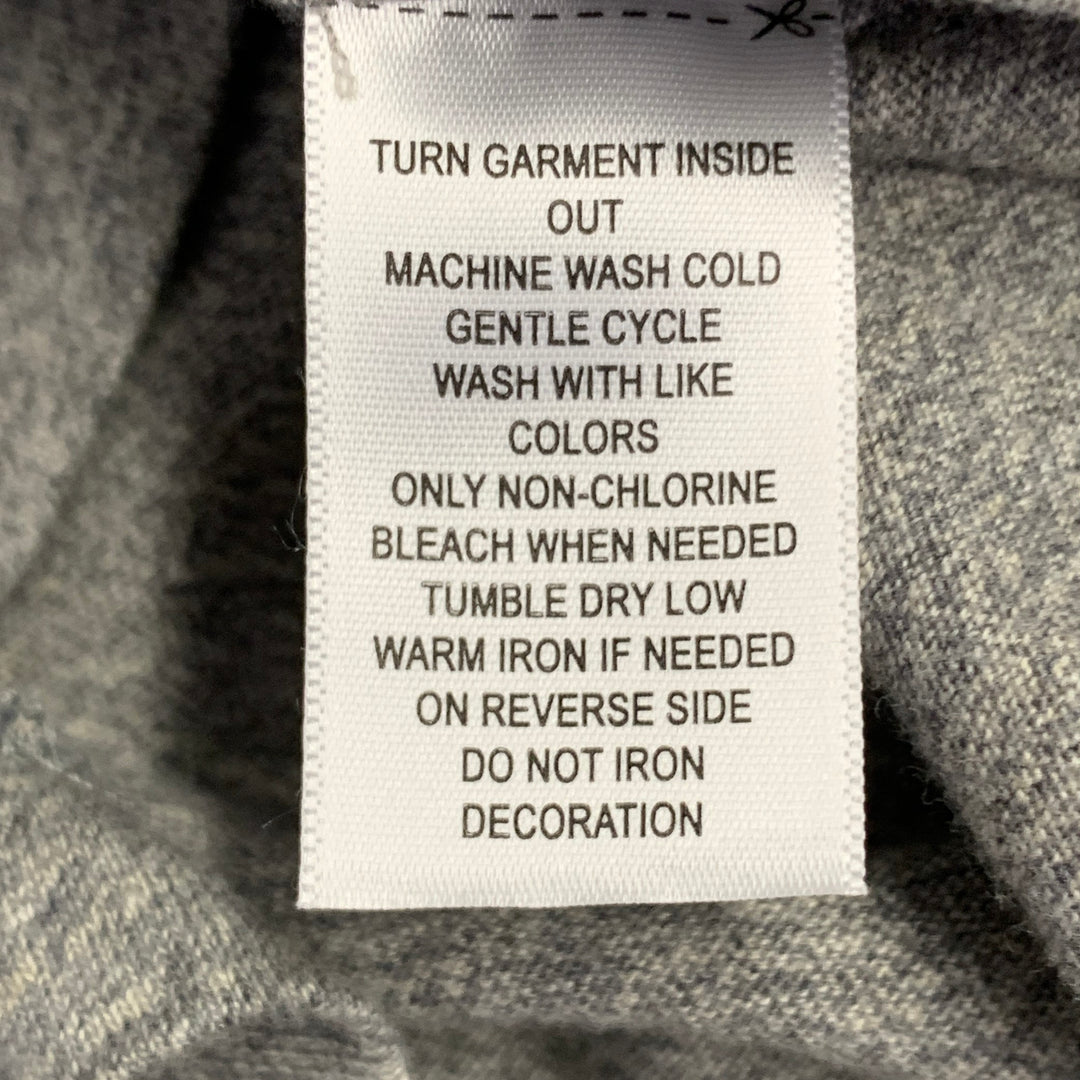 TURN GARMENT INSIDE
OUT
MACHINE WASH COLD
GENTLE CYCLE
WASH WITH LIKE
COLORS
ONLY NON-CHLORINE
BLEACH WHEN NEEDED
TUMBLE DRY LOW
WARM IRON IF NEEDED
ON REVERSE SIDE
DO NOT IRON
DECORATION